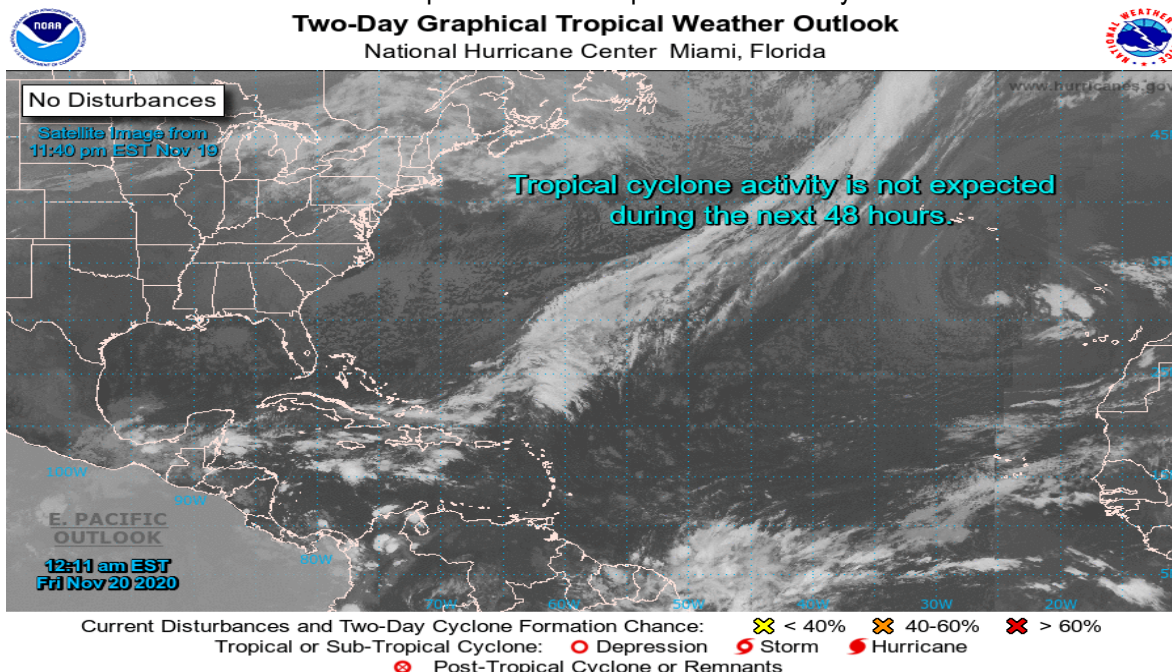 Two-Day Graphical Tropical Weather Outlook
National Hurricane Center Miami, Florida
NOAA
No Disturbances
www.hurricanes.gov
Satellite Image from
11:40 pm EST Nov 19
45N
Tropical cyclone activity is not expected
during the next 48 hours.
35N
25N
100W
15N
90W
E. PACIFIC
OUTLOOK
80W
12:11 am EST
Fri Nov 20 2020
70W
60W
50W
40W
30W
20W
Current Disturbances and Two-Day Cyclone Formation Chance: < 40% 40-60% > 60%
Tropical or Sub-Tropical Cyclone: Depression Storm Hurricane
Post-Tropical Cyclone or Remnants